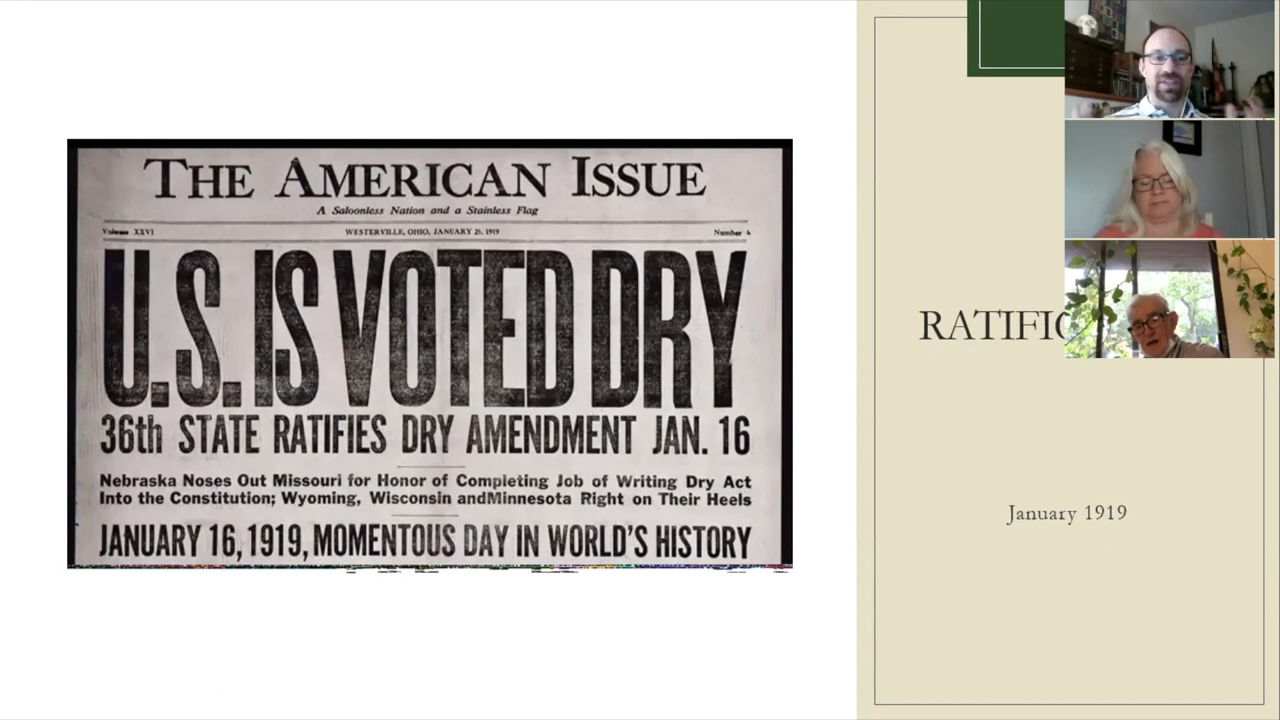 THE AMERICAN ISSUE
A Saloonless Nation and a Stainless Flag
Volume XXVI WESTERVILLE, OHIO, JANUARY 25, 1919 Number 4
U.S. IS VOTED DRY
36th STATE RATIFIES DRY AMENDMENT JAN. 16
Nebraska Noses Out Missouri for Honor of Completing Job of Writing Dry Act
Into the Constitution; Wyoming, Wisconsin andMinnesota Right on Their Heels
JANUARY 16, 1919, MOMENTOUS DAY IN WORLD'S HISTORY
RATIFIC
January 1919